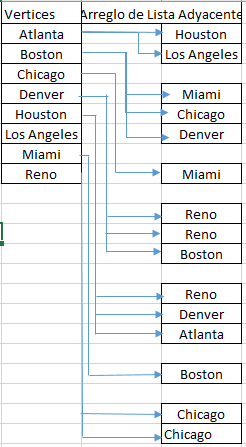 Vertices
Arreglo de Lista Adyacente
Atlanta
Houston
Boston
Los Angeles
Chicago
Denver
Miami
Houston
Chicago
Los Angeles
Denver
Miami
Reno
Miami
Reno
Reno
Boston
Reno
Denver
Atlanta
Boston
Chicago
Chicago